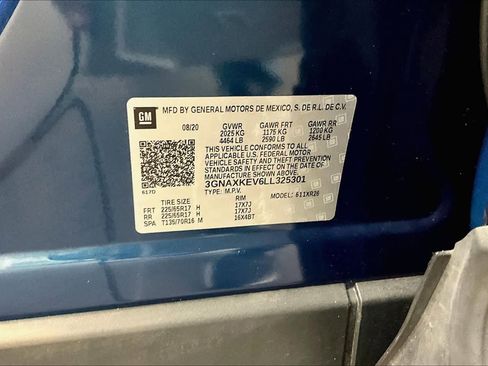 GM
MFD BY GENERAL MOTORS DE MEXICO, S. DE R.L. DE C.V.
08/20 GVWR GAWR FRT GAWR RR
2025 KG 1175 KG 1200 KG
4464 LB 2590 LB 2645 LB
THIS VEHICLE CONFORMS TO ALL APPLICABLE
U.S. FEDERAL MOTOR VEHICLE SAFETY AND THEFT
PREVENTION STANDARDS IN EFFECT ON THE DATE OF
MANUFACTURE SHOWN ABOVE.
3GNAXKEV6LL325301
617D TYPE: M.P.V. MODEL: 611XR26
TIRE SIZE RIM
FRT 225/65R17 H 17X7J
RR 225/65R17 H 17X7J
SPA T135/70R16 M 16X4BT